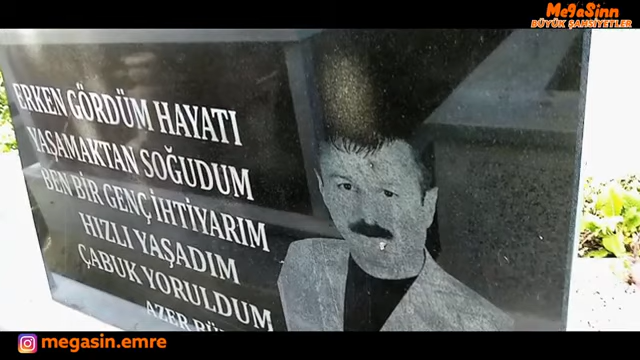 MegaSinn
BÜYÜK ŞAHSİYETLER
ERKEN GÖRDÜM HAYATI
YAŞAMAKTAN SOĞUDUM
BEN BİR GENÇ İHTİYARIM
HIZLI YAŞADIM
ÇABUK YORULDUM
AZER
megasin.emre